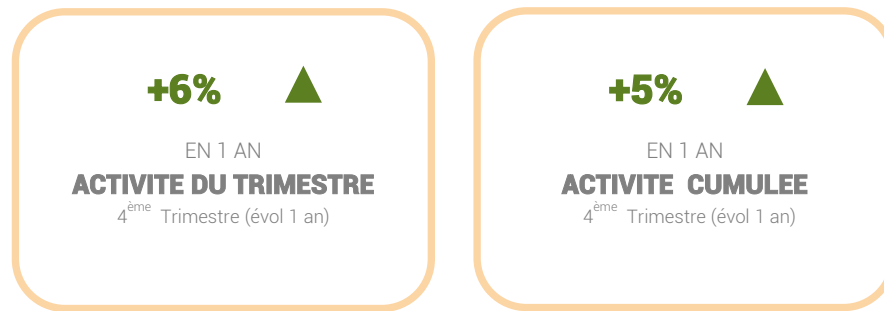 +6%
EN 1 AN
ACTIVITE DU TRIMESTRE
4ème Trimestre (évol 1 an)
+5%
EN 1 AN
ACTIVITE CUMULEE
4ème Trimestre (évol 1 an)